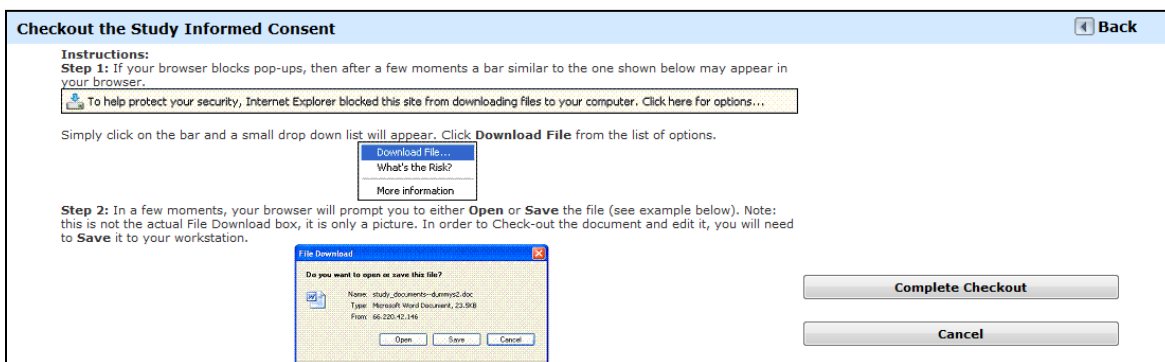 Checkout the Study Informed Consent
Back
Instructions:
Step 1: If your browser blocks pop-ups, then after a few moments a bar similar to the one shown below may appear in
your browser.
To help protect your security, Internet Explorer blocked this site from downloading files to your computer. Click here for options...
Simply click on the bar and a small drop down list will appear. Click Download File from the list of options.
Download File...
What's the Risk?
More information
Step 2: In a few moments, your browser will prompt you to either Open or Save the file (see example below). Note:
this is not the actual File Download box, it is only a picture. In order to Check-out the document and edit it, you will need
to Save it to your workstation.
File Download
Do you want to open or save this file?
Name: study_documents--dummys2.doc
Type: Microsoft Word Document, 23.5KB
From: 66.220.42.146
Open Save Cancel
Complete Checkout
Cancel